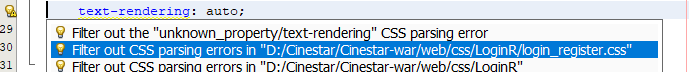 text-rendering: auto;
29
Filter out the "unknown_property/text-rendering" CSS parsing error
30
Filter out CSS parsing errors in "D:/Cinestar/Cinestar-war/web/css/LoginR/login_register.css"
31
Filter out CSS parsing errors in "D:/Cinestar/Cinestar-war/web/css/LoginR"